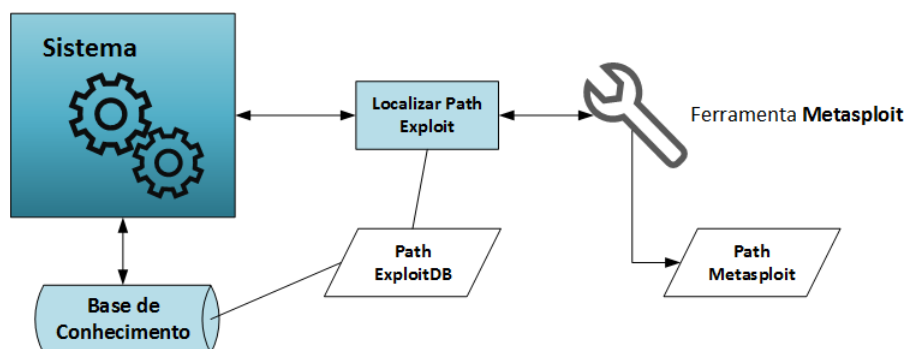 Sistema
Localizar Path
Exploit
Ferramenta Metasploit
Path
ExploitDB
Path
Metasploit
Base de
Conhecimento